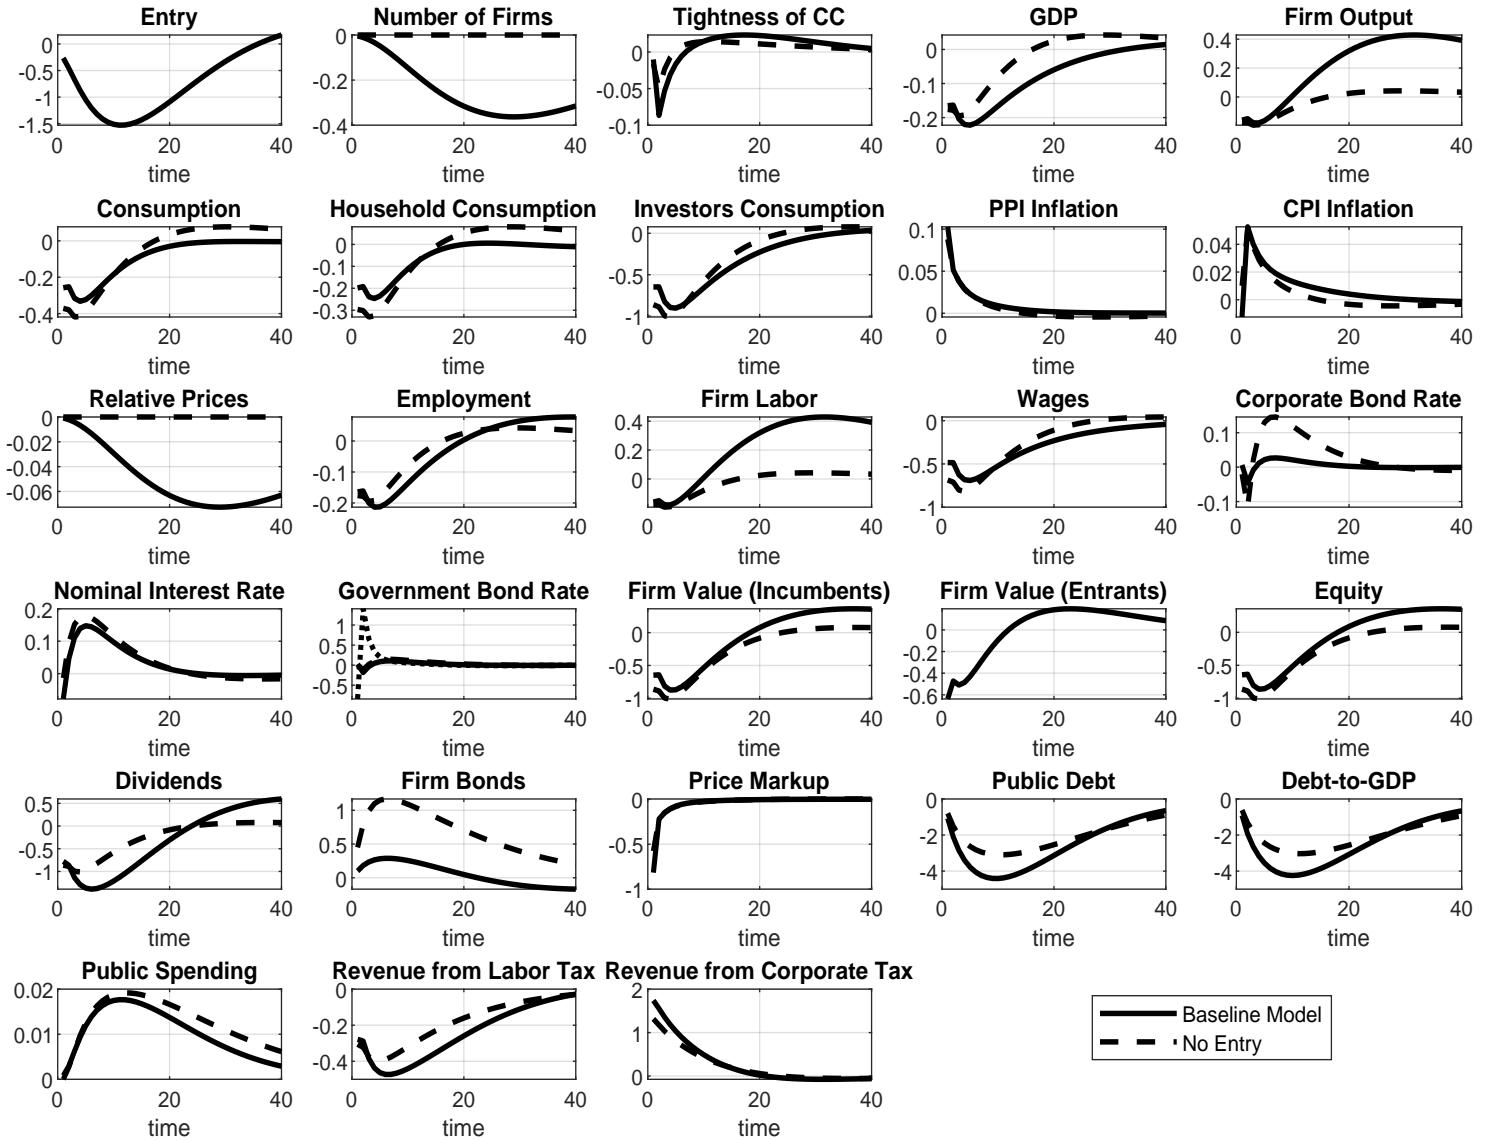 Entry Number of Firms Tightness of CC GDP Firm Output
0 -0.5 -1 -1.5 0 20 40 time
0 -0.2 -0.4 0 20 40 time
0 -0.05 -0.1 0 20 40 time
0 -0.1 -0.2 0 20 40 time
0.4 0.2 0 0 20 40 time
Consumption Household Consumption Investors Consumption PPI Inflation CPI Inflation
0 -0.2 -0.4 0 20 40 time
0 -0.1 -0.2 -0.3 0 20 40 time
0 -0.5 -1 0 20 40 time
0.1 0.05 0 0 20 40 time
0.04 0.02 0 0 20 40 time
Relative Prices Employment Firm Labor Wages Corporate Bond Rate
0 -0.02 -0.04 -0.06 0 20 40 time
0 -0.1 -0.2 0 20 40 time
0.4 0.2 0 0 20 40 time
0 -0.5 -1 0 20 40 time
0.1 0 -0.1 0 20 40 time
Nominal Interest Rate Government Bond Rate Firm Value (Incumbents) Firm Value (Entrants) Equity
0.2 0.1 0 0 20 40 time
1 0.5 0 -0.5 0 20 40 time
0 -0.5 -1 0 20 40 time
0 -0.2 -0.4 -0.6 0 20 40 time
0 -0.5 -1 0 20 40 time
Dividends Firm Bonds Price Markup Public Debt Debt-to-GDP
0.5 0 -0.5 -1 0 20 40 time
1 0.5 0 0 20 40 time
0 -0.5 -1 0 20 40 time
0 -2 -4 0 20 40 time
0 -2 -4 0 20 40 time
Public Spending Revenue from Labor Tax Revenue from Corporate Tax
0.02 0.01 0 0 20 40 time
0 -0.2 -0.4 0 20 40 time
2 1 0 0 20 40 time
Baseline Model
No Entry